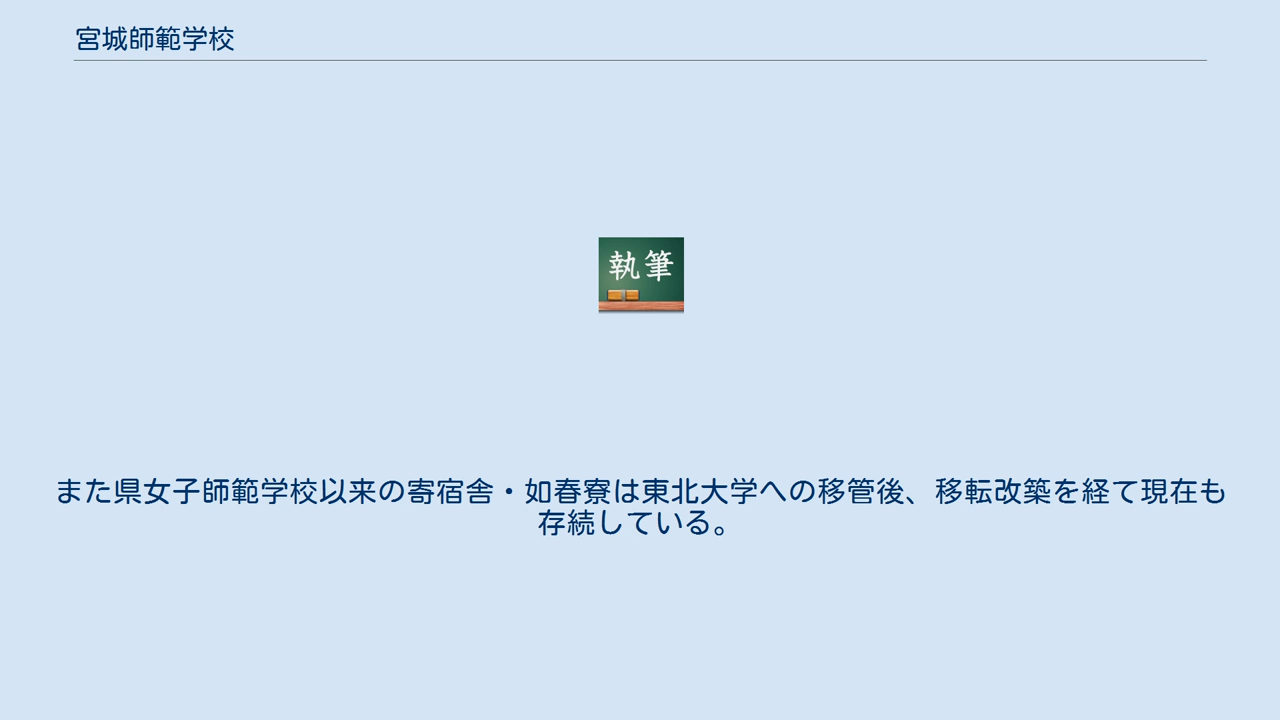 宮城師範学校
執筆
また県女子師範学校以来の寄宿舎・如春寮は東北大学への移管後、移転改築を経て現在も
存続している。